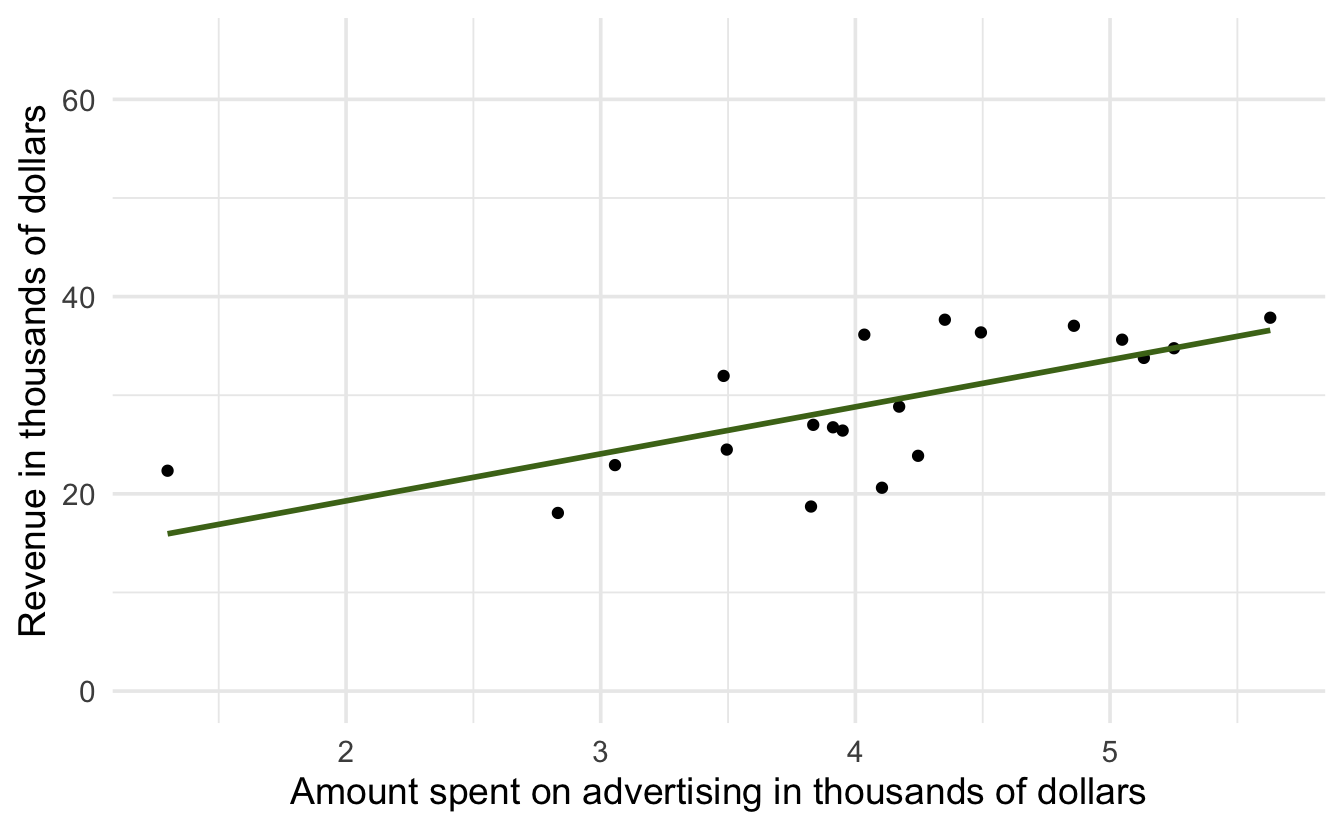 Revenue in thousands of dollars
60
40
20
0
2 3 4 5
Amount spent on advertising in thousands of dollars